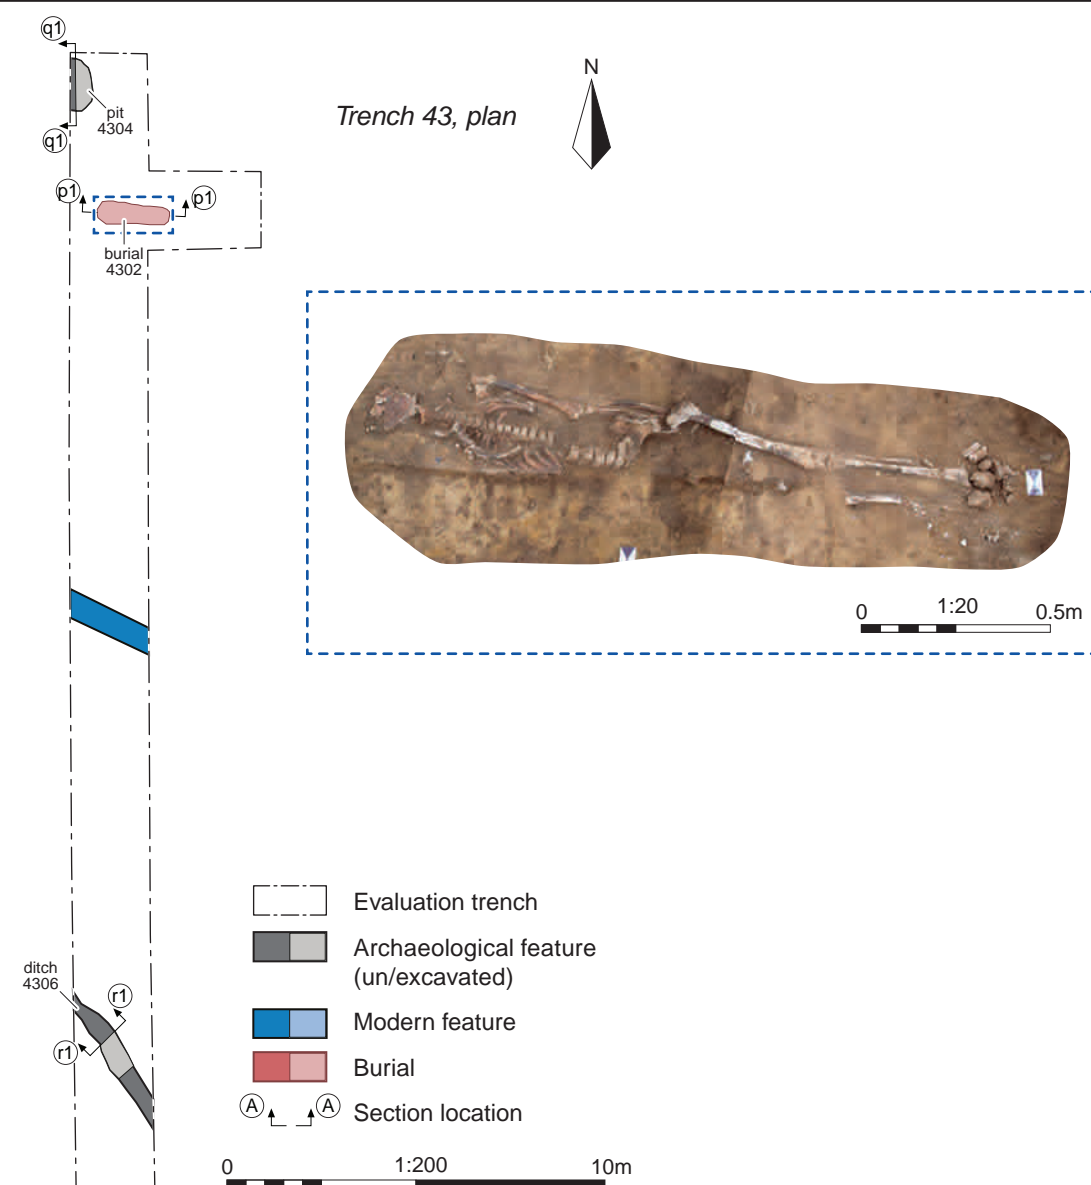 q1
pit
4304
q1
Trench 43, plan
N
p1
p1
burial
4302
0
1:20
0.5m
ditch
4306
r1
r1
Evaluation trench
Archaeological feature
(un/excavated)
Modern feature
Burial
A
A
Section location
0
1:200
10m